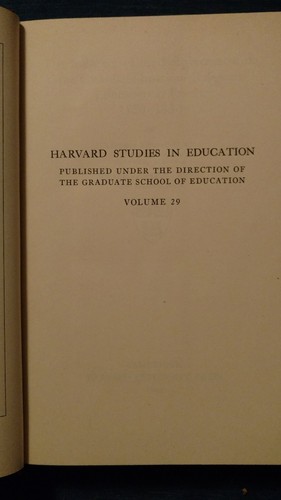 HARVARD STUDIES IN EDUCATION
PUBLISHED UNDER THE DIRECTION OF
THE GRADUATE SCHOOL OF EDUCATION
VOLUME 29